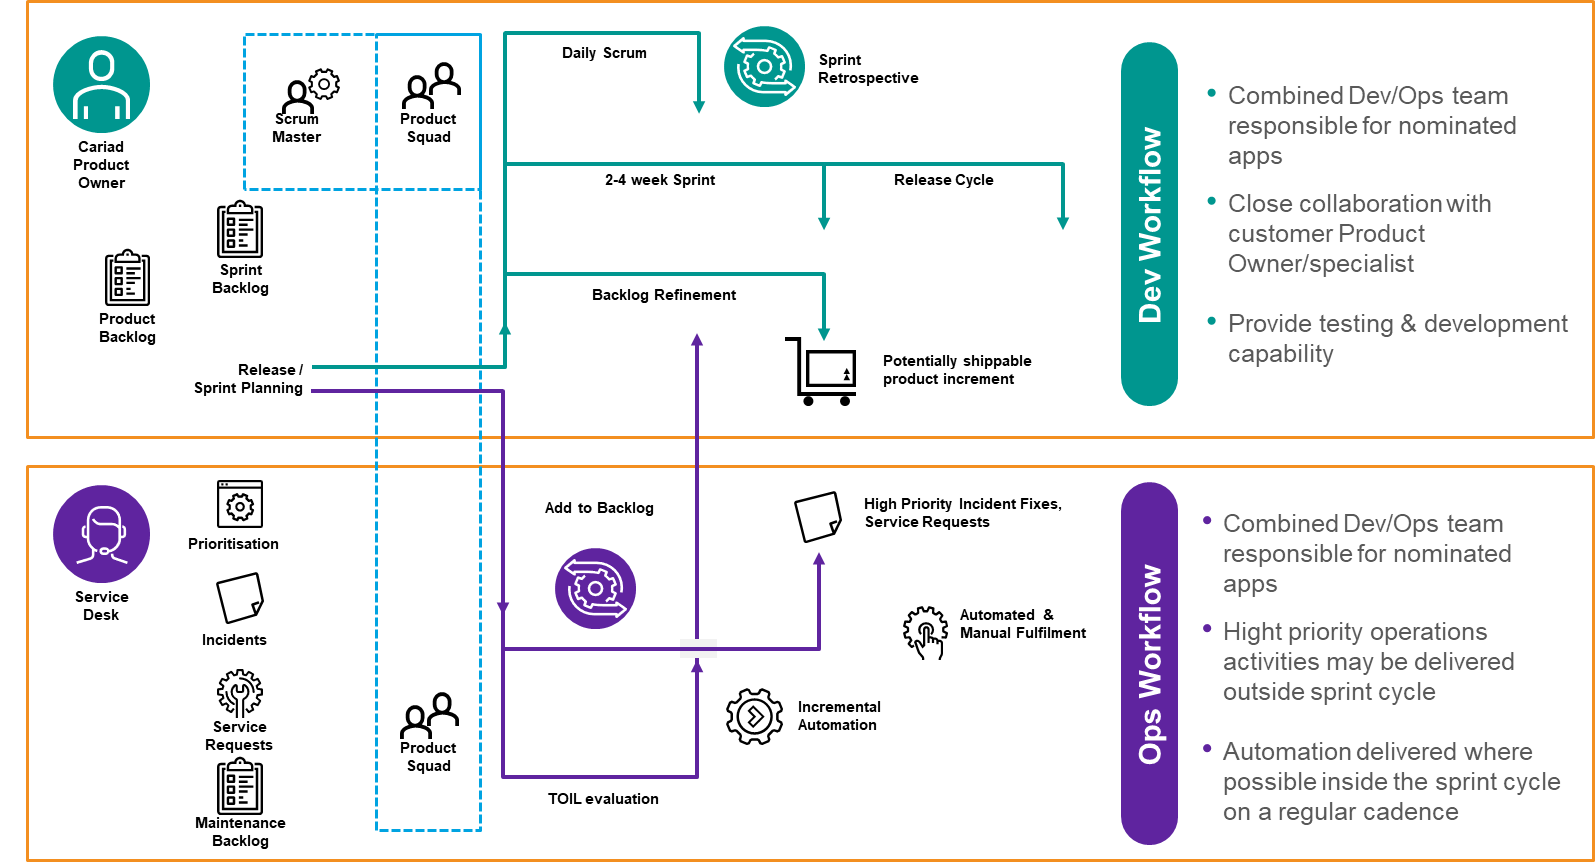 Cariad
Product
Owner
Scrum
Master
Product
Squad
Sprint
Backlog
Product
Backlog
Release /
Sprint Planning
Daily Scrum
Sprint
Retrospective
2-4 week Sprint
Release Cycle
Backlog Refinement
Potentially shippable
product increment
Dev Workflow
• Combined Dev/Ops team
responsible for nominated
apps
• Close collaboration with
customer Product
Owner/specialist
• Provide testing & development
capability
Service
Desk
Prioritisation
Incidents
Service
Requests
Maintenance
Backlog
Product
Squad
Add to Backlog
High Priority Incident Fixes,
Service Requests
Automated &
Manual Fulfilment
Incremental
Automation
TOIL evaluation
Ops Workflow
• Combined Dev/Ops team
responsible for nominated
apps
• Hight priority operations
activities may be delivered
outside sprint cycle
• Automation delivered where
possible inside the sprint cycle
on a regular cadence